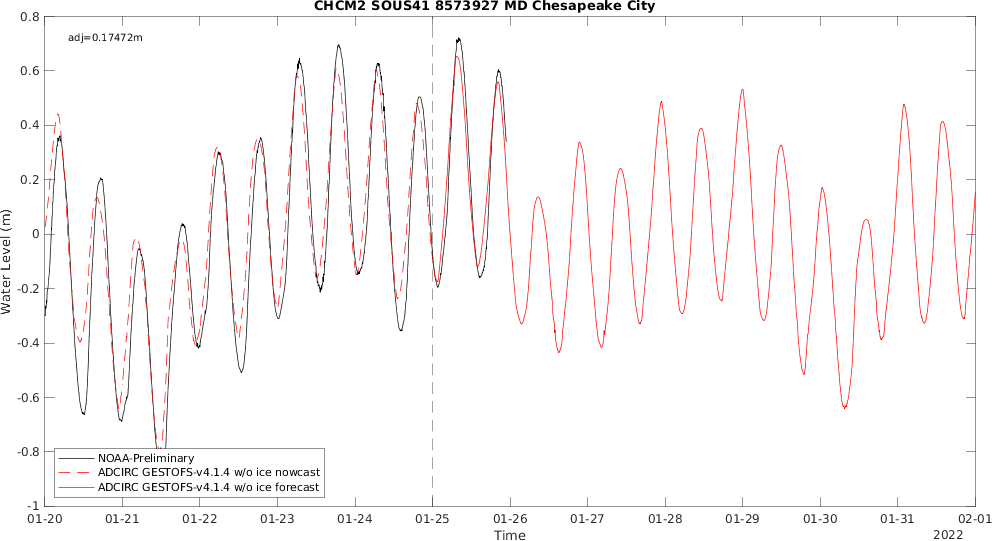 CHCM2 SOUS41 8573927 MD Chesapeake City
adj=0.17472m
0.8
0.6
0.4
0.2
0
-0.2
-0.4
-0.6
-0.8
-1
Water Level (m)
NOAA-Preliminary
ADCIRC GESTOFS-v4.1.4 w/o ice nowcast
ADCIRC GESTOFS-v4.1.4 w/o ice forecast
01-20 01-21 01-22 01-23 01-24 01-25 01-26 01-27 01-28 01-29 01-30 01-31 02-01
Time
2022